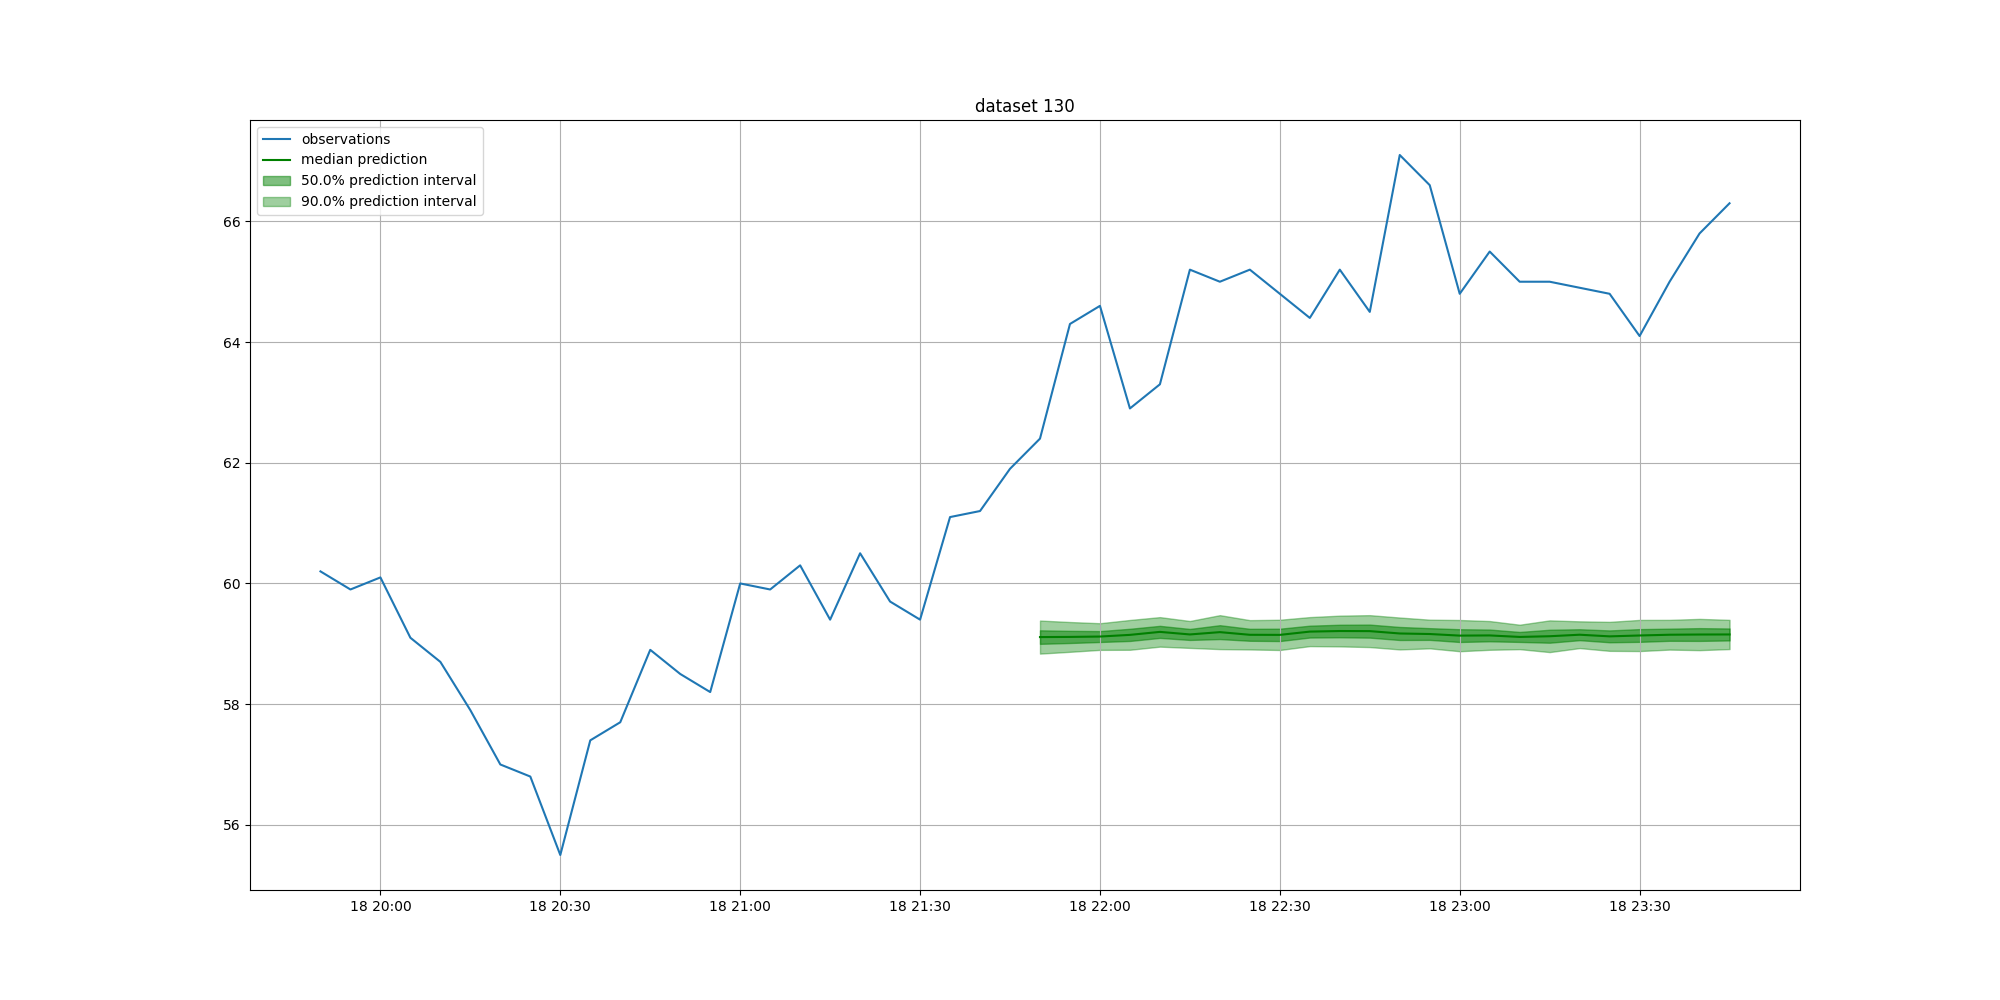 dataset 130
observations
median prediction
50.0% prediction interval
90.0% prediction interval
66
64
62
60
58
56
18 20:00
18 20:30
18 21:00
18 21:30
18 22:00
18 22:30
18 23:00
18 23:30